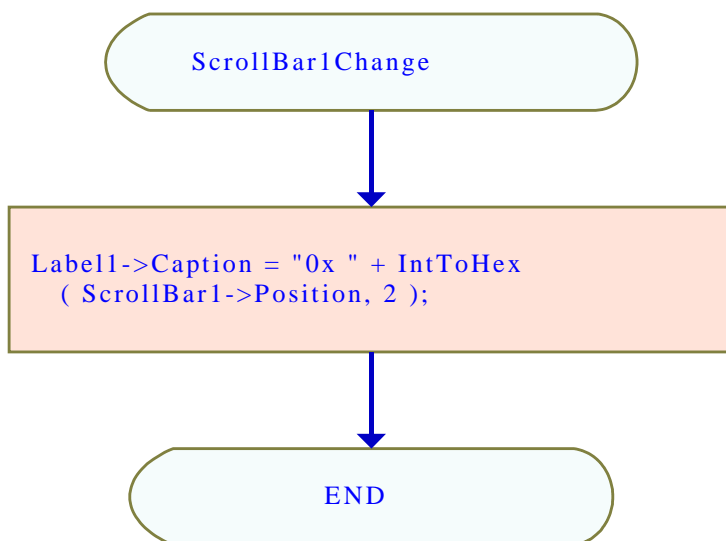 ScrollBar1Change
Label1->Caption = "0x " + IntToHex
( ScrollBar1->Position, 2 );
END